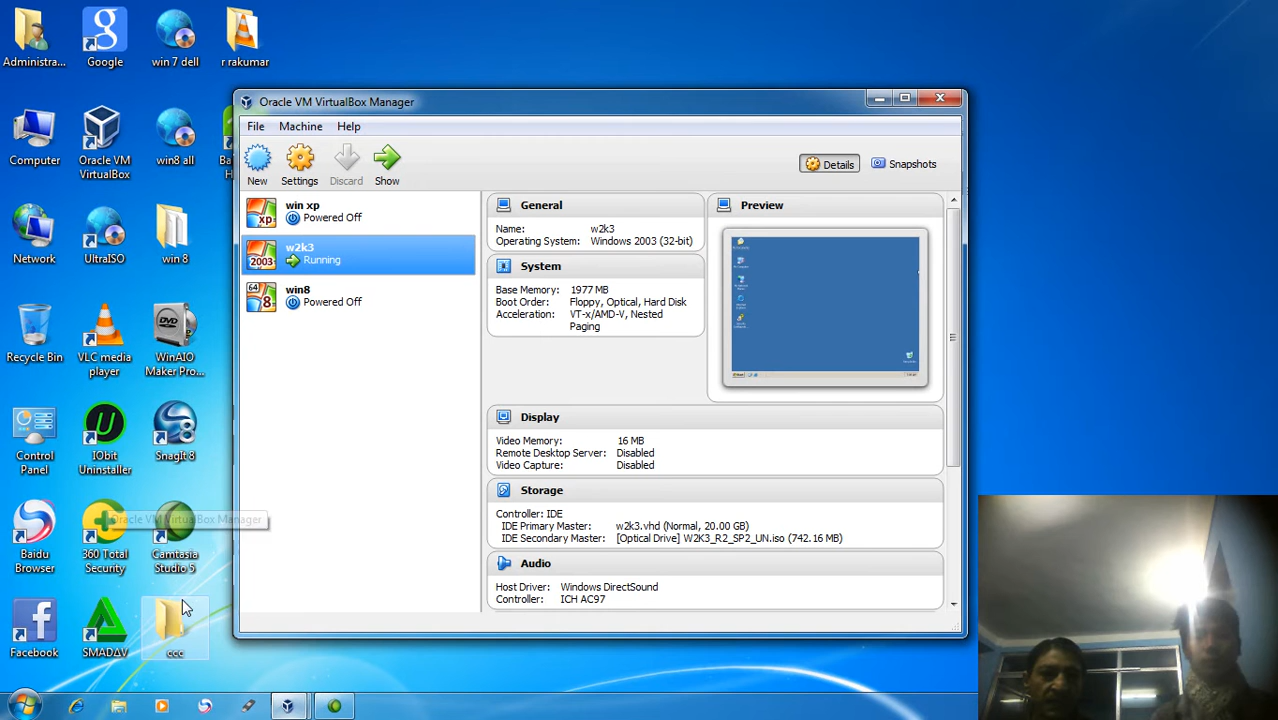 Administra...
Google
win 7 dell
r rakumar
Computer
Oracle VM
VirtualBox
win8 all
Ba
H
Network
UltraISO
win 8
Recycle Bin
VLC media
player
WinAIO
Maker Pro...
Control
Panel
IObit
Uninstaller
SnagIt 8
Baidu
Browser
360 Total
Security
Camtasia
Studio 5
Facebook
SMADΔV
ccc
Oracle VM VirtualBox Manager
Oracle VM VirtualBox Manager
File Machine Help
New Settings Discard Show
Details Snapshots
win xp
Powered Off
w2k3
Running
win8
Powered Off
xp
2003
64
8
General
Name: w2k3
Operating System: Windows 2003 (32-bit)
System
Base Memory: 1977 MB
Boot Order: Floppy, Optical, Hard Disk
Acceleration: VT-x/AMD-V, Nested
Paging
Preview
Display
Video Memory: 16 MB
Remote Desktop Server: Disabled
Video Capture: Disabled
Storage
Controller: IDE
IDE Primary Master: w2k3.vhd (Normal, 20.00 GB)
IDE Secondary Master: [Optical Drive] W2K3_R2_SP2_UN.iso (742.16 MB)
Audio
Host Driver: Windows DirectSound
Controller: ICH AC97